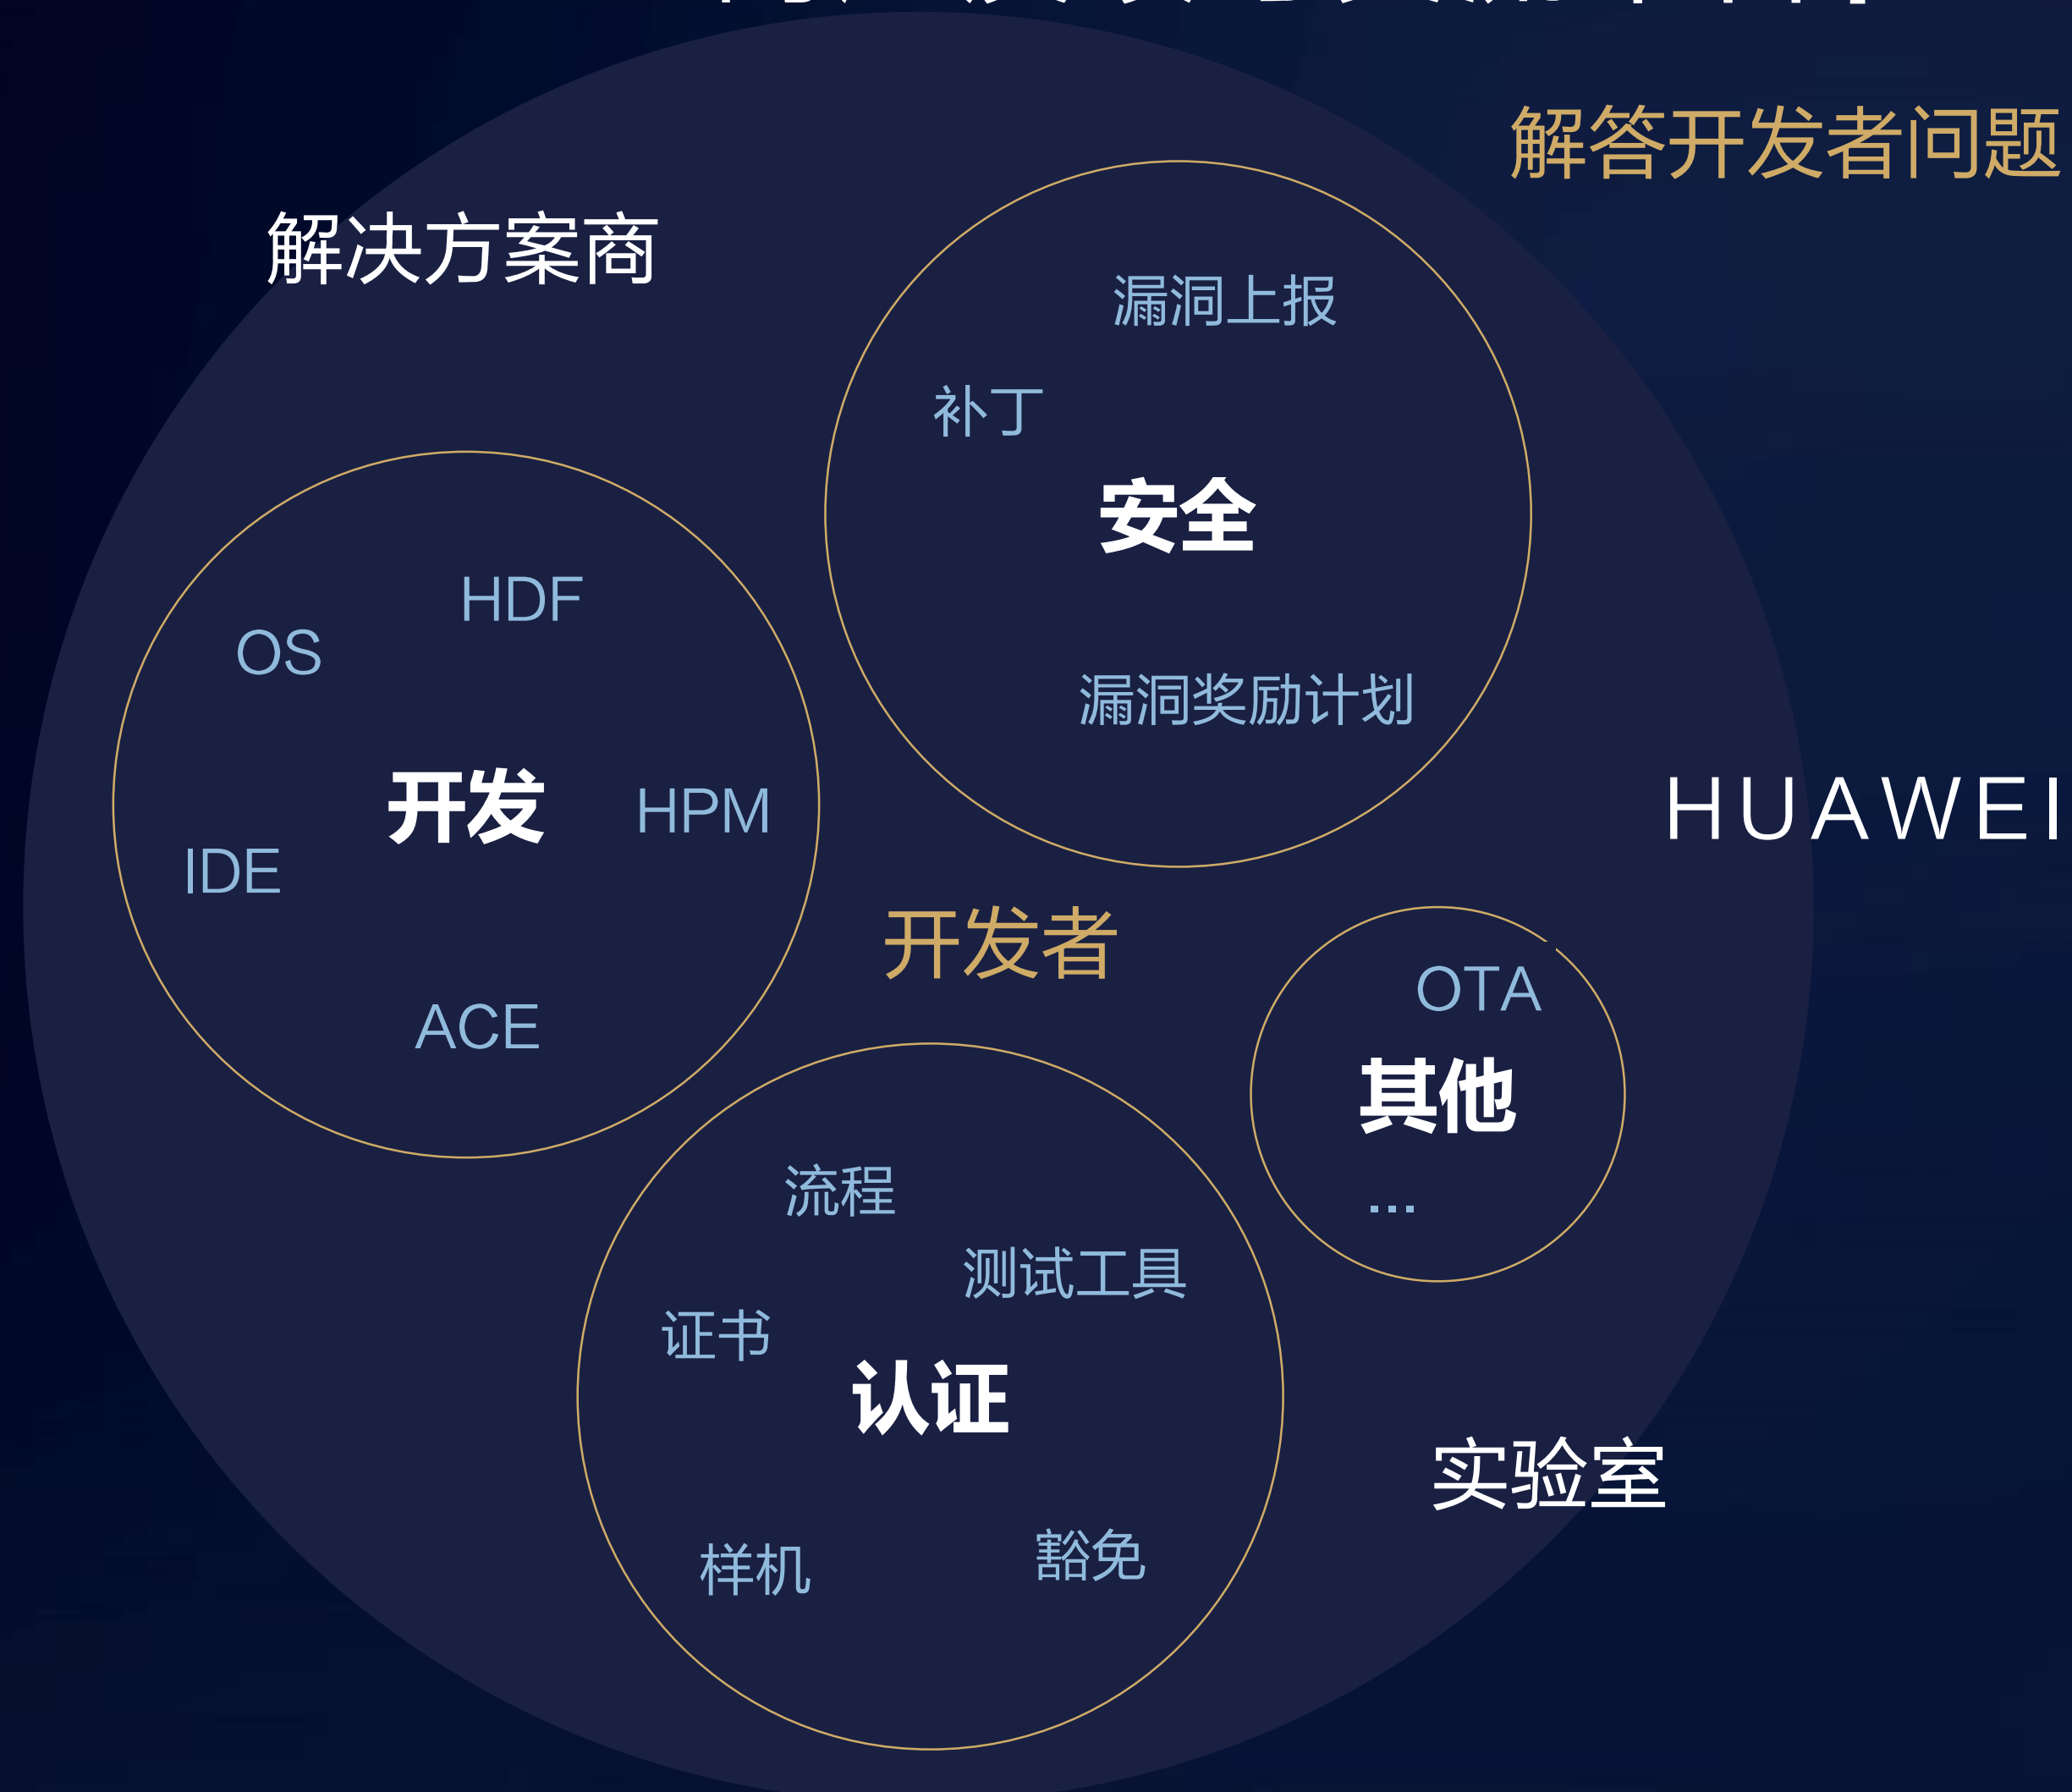 解答开发者问题
解决方案商
漏洞上报
补丁
安全
漏洞奖励计划
HDF
OS
开发
HPM
IDE
ACE
HUAWEI
开发者
OTA
其他
...
流程
测试工具
证书
认证
样机
豁免
实验室